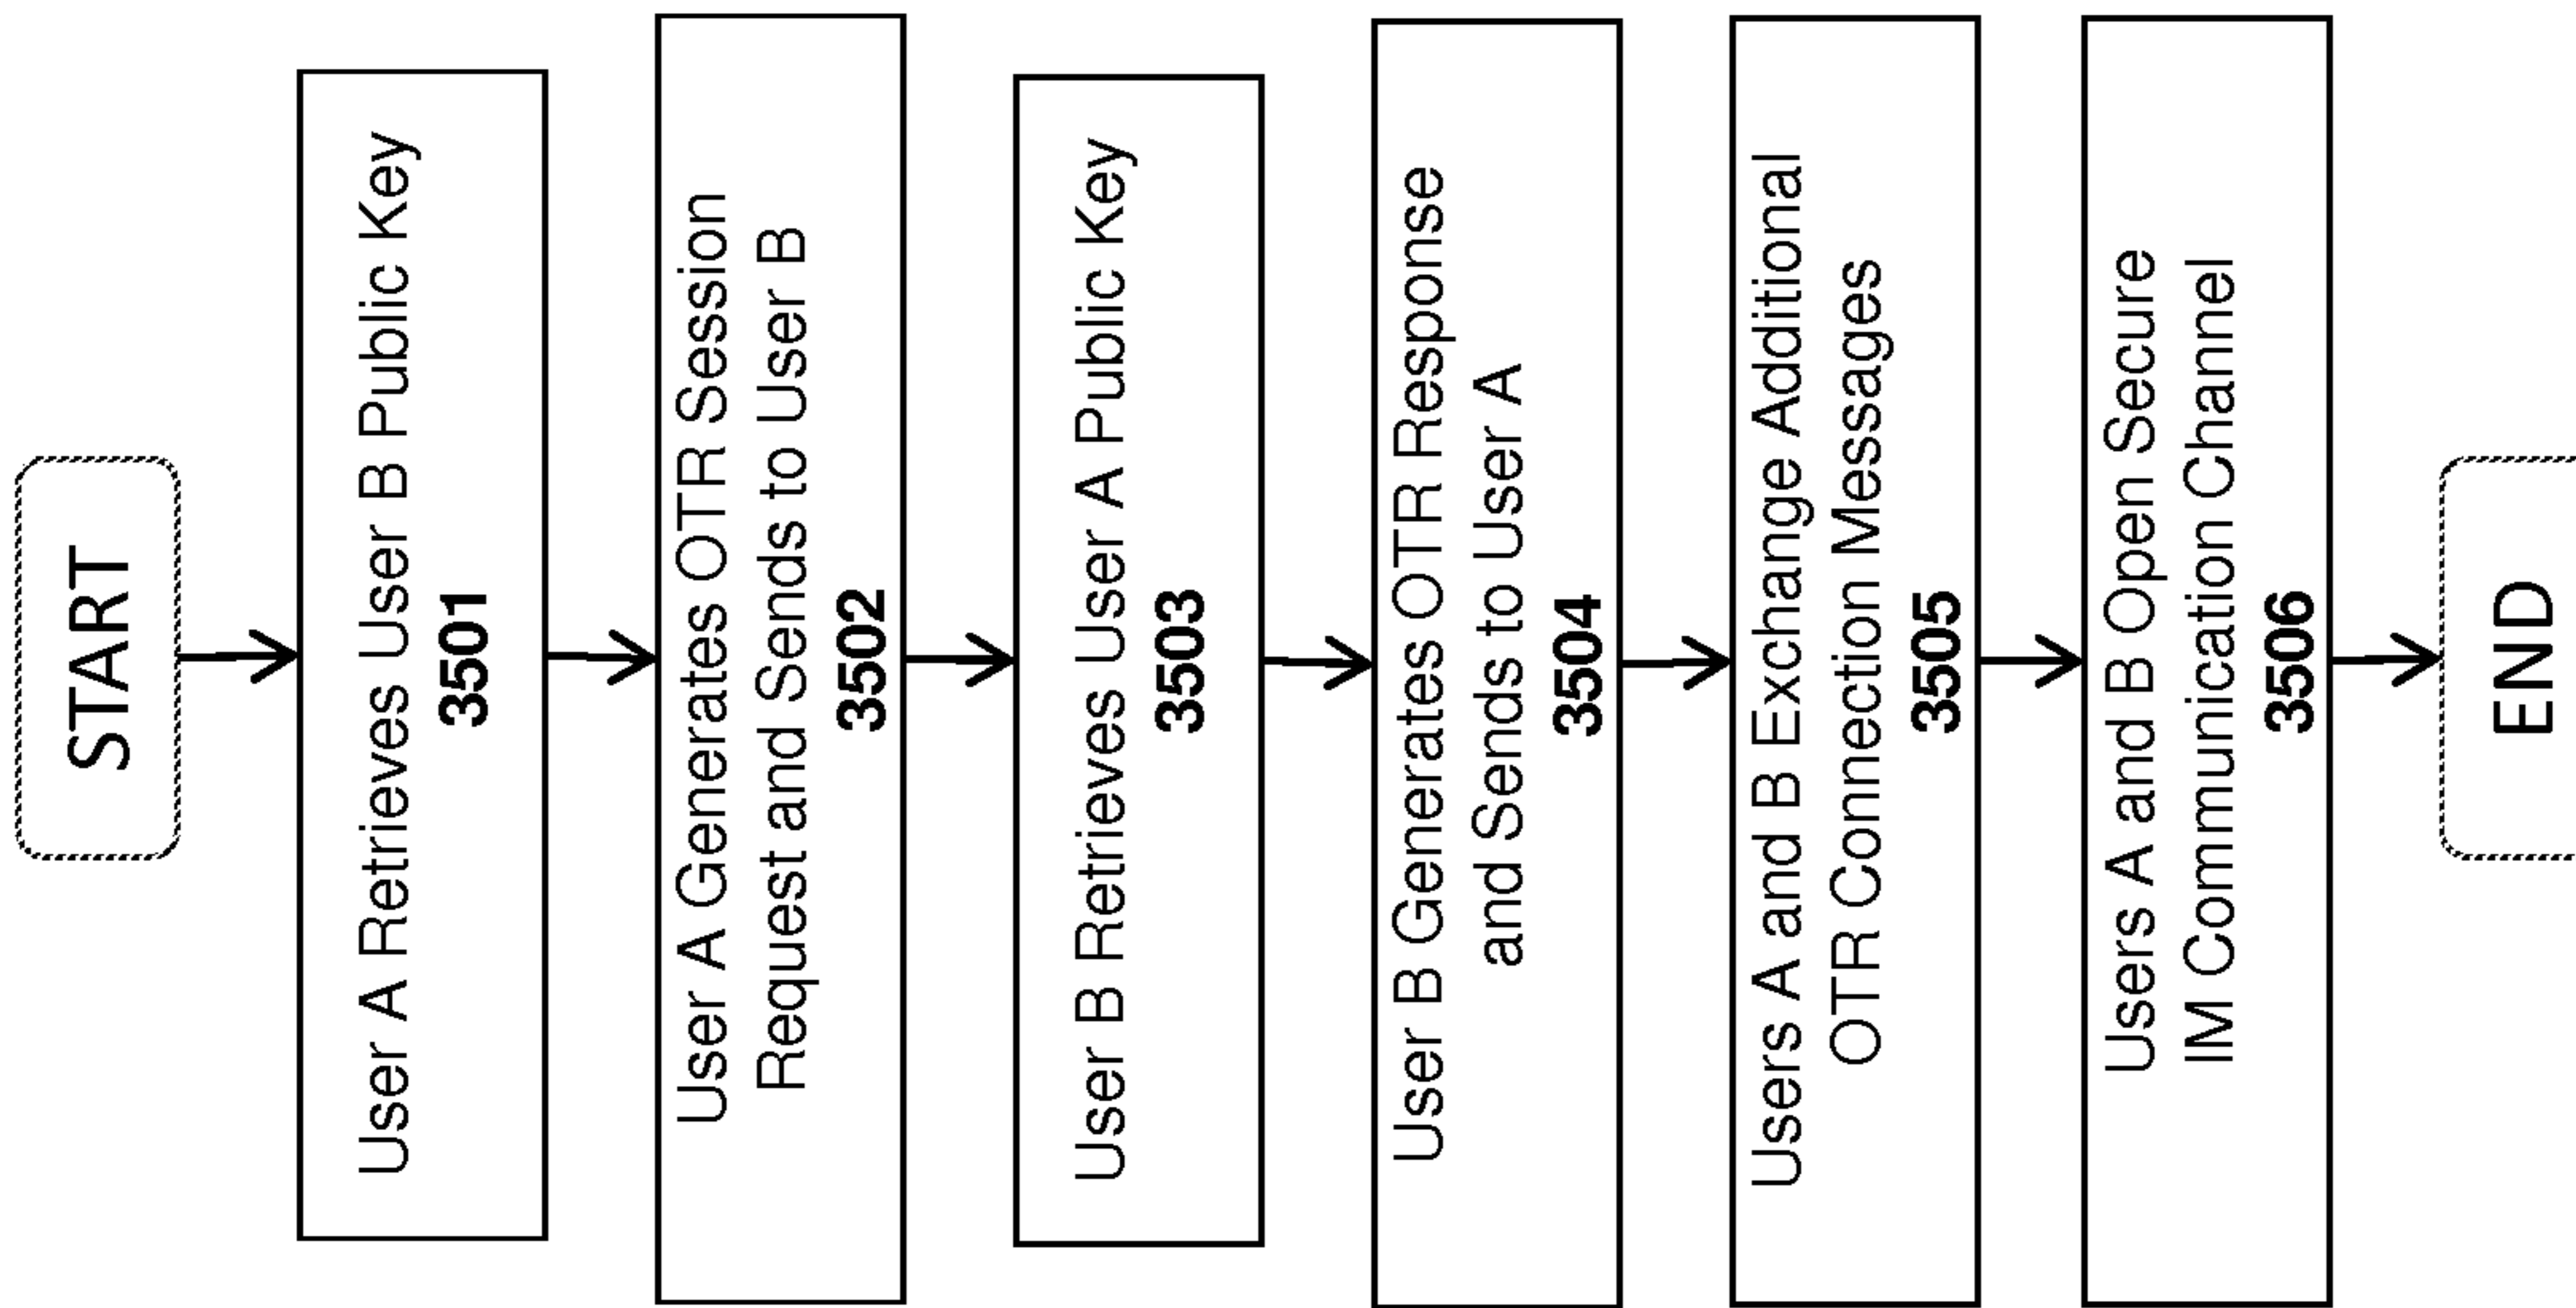 START
User A Retrieves User B Public Key
3501
User A Generates OTR Session
Request and Sends to User B
3502
User B Retrieves User A Public Key
3503
User B Generates OTR Response
and Sends to User A
3504
Users A and B Exchange Additional
OTR Connection Messages
3505
Users A and B Open Secure
IM Communication Channel
3506
END